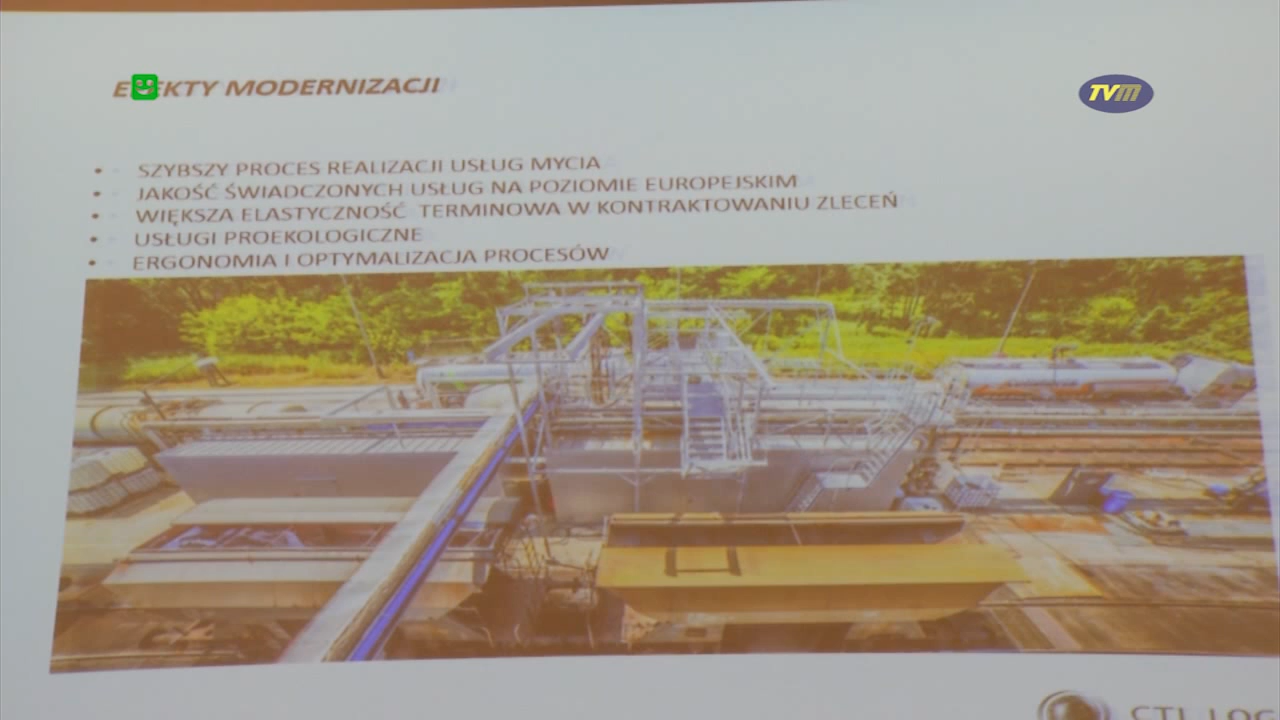 EFEKTY MODERNIZACJI
TVM
• SZYBSZY PROCES REALIZACJI USŁUG MYCIA
• JAKOŚĆ ŚWIADCZONYCH USŁUG NA POZIOMIE EUROPEJSKIM
• WIĘKSZA ELASTYCZNOŚĆ TERMINOWA W KONTRAKTOWANIU ZLECEŃ
• USŁUGI PROEKOLOGICZNE
• ERGONOMIA I OPTYMALIZACJA PROCESÓW